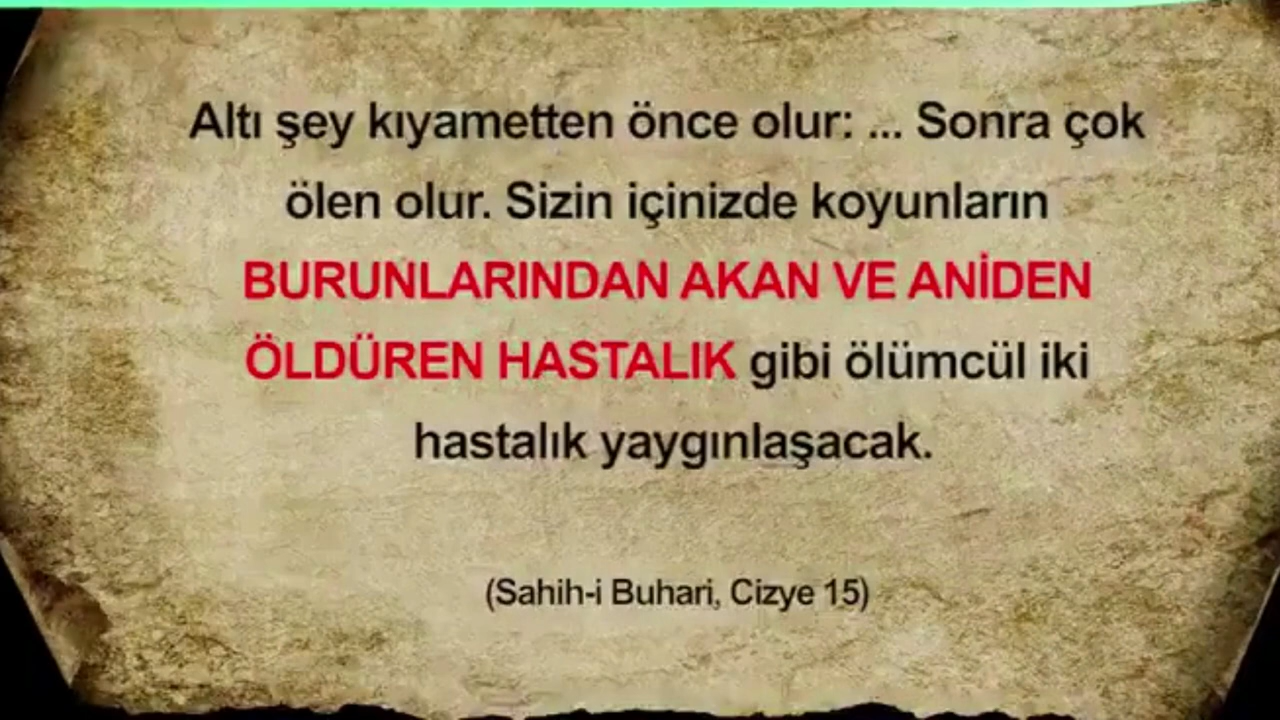 Altı şey kıyametten önce olur: ... Sonra çok
ölen olur. Sizin içinizde koyunların
BURUNLARINDAN AKAN VE ANİDEN
ÖLDÜREN HASTALIK gibi ölümcül iki
hastalık yaygınlaşacak.
(Sahih-i Buhari, Cizye 15)